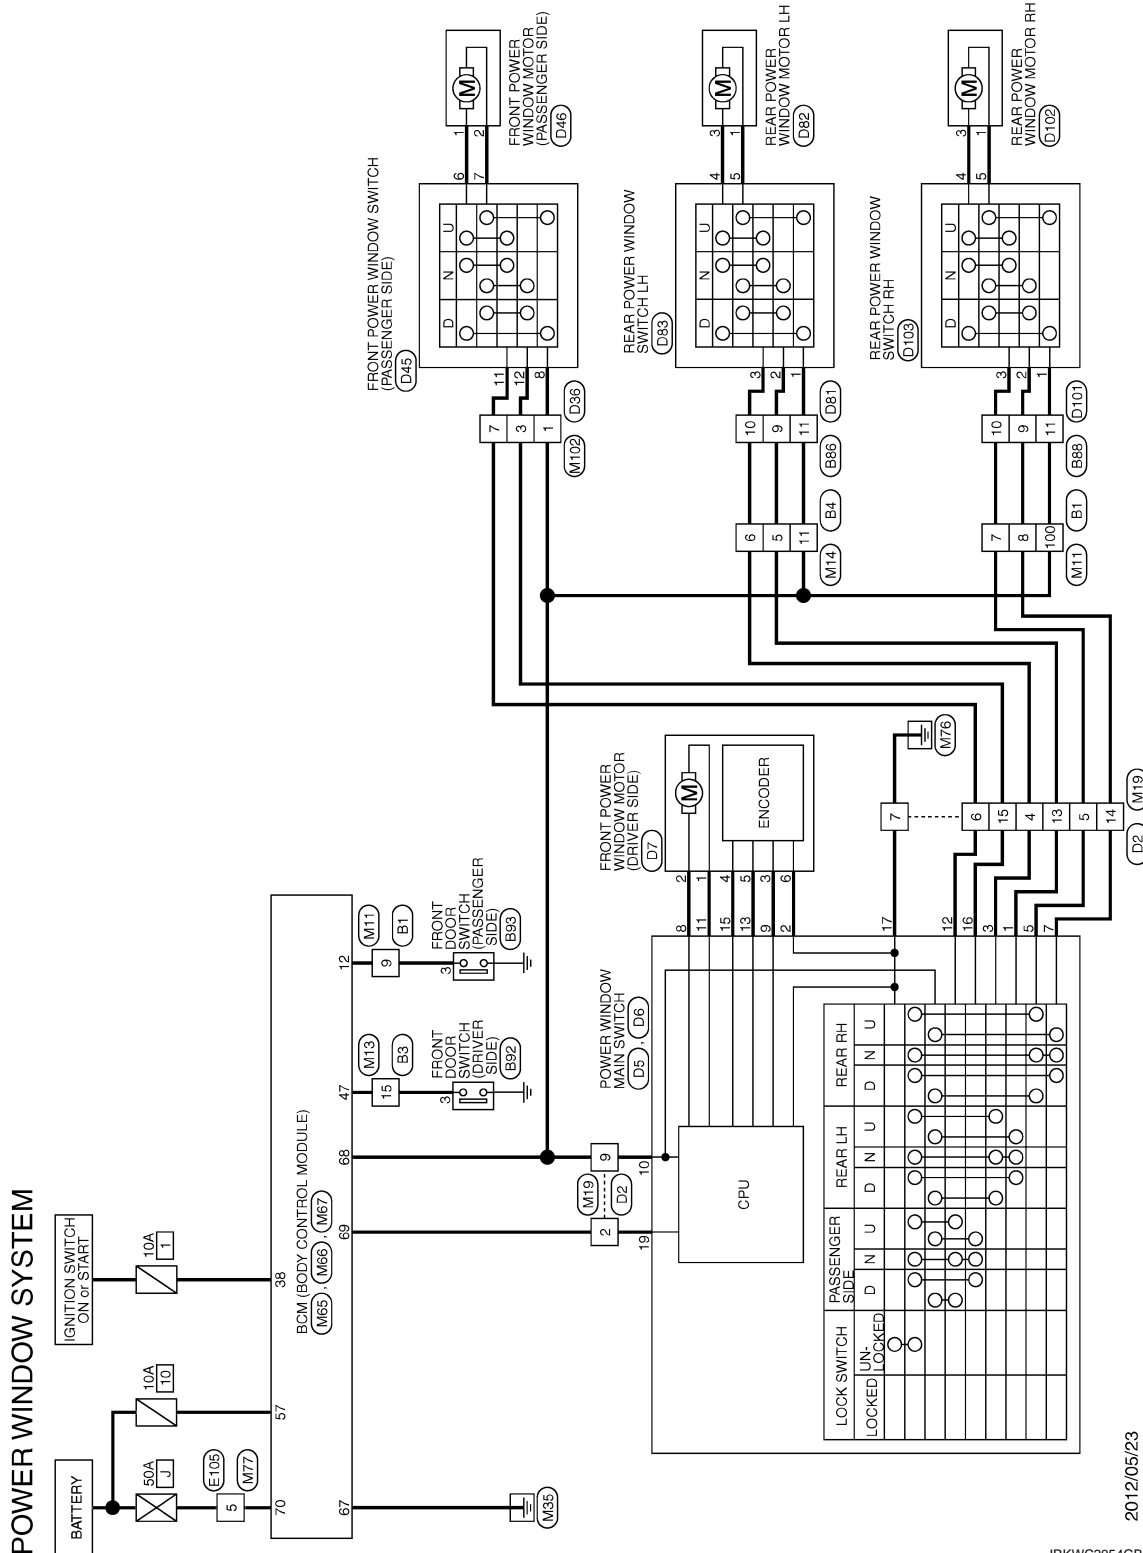 POWER WINDOW SYSTEM
BATTERY
50A
J
E105
5
M77
70
10A
10
57
IGNITION SWITCH
ON or START
10A
1
38
BCM (BODY CONTROL MODULE)
M65 , M66 , M67
67
M35
69
68
47
12
M13
15
B3
FRONT
DOOR
SWITCH
(DRIVER
SIDE)
B92
3
M11
9
B1
FRONT
DOOR
SWITCH
(PASSENGER
SIDE)
B93
3
M19
D2
2
9
19
10
POWER WINDOW
MAIN SWITCH
D5 , D6
CPU
8
11
15
13
9
2
17
12
16
3
1
5
7
LOCK SWITCH
LOCKED
UN-
LOCKED
PASSENGER
SIDE
D
N
U
REAR LH
D
N
U
REAR RH
D
N
U
FRONT POWER
WINDOW MOTOR
(DRIVER SIDE)
D7
M
ENCODER
2
1
4
5
3
6
7
M76
6
15
4
13
5
14
D2
M19
FRONT POWER WINDOW SWITCH
(PASSENGER SIDE)
D45
D
N
U
11
12
8
7
3
1
D36
M102
6
7
1
2
M
FRONT POWER
WINDOW MOTOR
(PASSENGER SIDE)
D46
REAR POWER WINDOW
SWITCH LH
D83
D
N
U
3
2
1
10
9
11
D81
B86
6
5
11
B4
M14
4
5
3
1
M
REAR POWER
WINDOW MOTOR LH
D82
REAR POWER WINDOW
SWITCH RH
D103
D
N
U
3
2
1
10
9
11
D101
B88
7
8
100
B1
M11
4
5
3
1
M
REAR POWER
WINDOW MOTOR RH
D102
2012/05/23